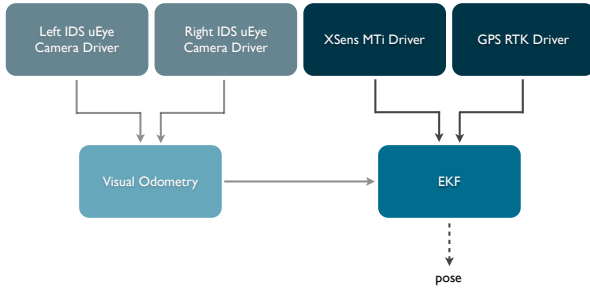 Left IDS uEye
Camera Driver
Right IDS uEye
Camera Driver
XSens MTi Driver
GPS RTK Driver
Visual Odometry
EKF
pose